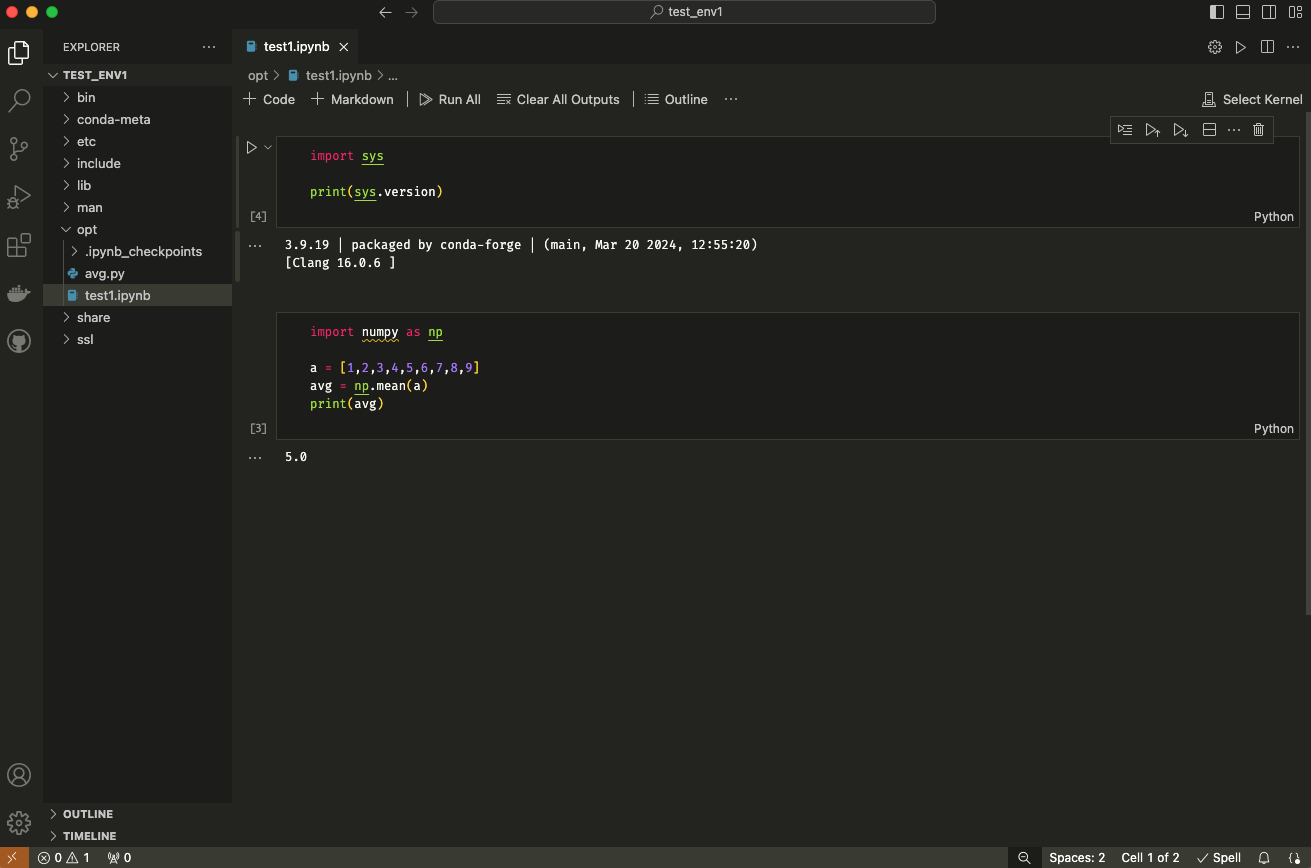 test_env1
EXPLORER
test1.ipynb
TEST_ENV1
opt > test1.ipynb > ...
bin
Code
Markdown
Run All
Clear All Outputs
Outline
Select Kernel
conda-meta
etc
include
lib
man
opt
.ipynb_checkpoints
avg.py
test1.ipynb
share
ssl
import sys
print(sys.version)
[4]
Python
3.9.19 | packaged by conda-forge | (main, Mar 20 2024, 12:55:20)
[Clang 16.0.6 ]
import numpy as np
a = [1,2,3,4,5,6,7,8,9]
avg = np.mean(a)
print(avg)
[3]
Python
5.0
OUTLINE
TIMELINE
0 1 0
Spaces: 2
Cell 1 of 2
Spell